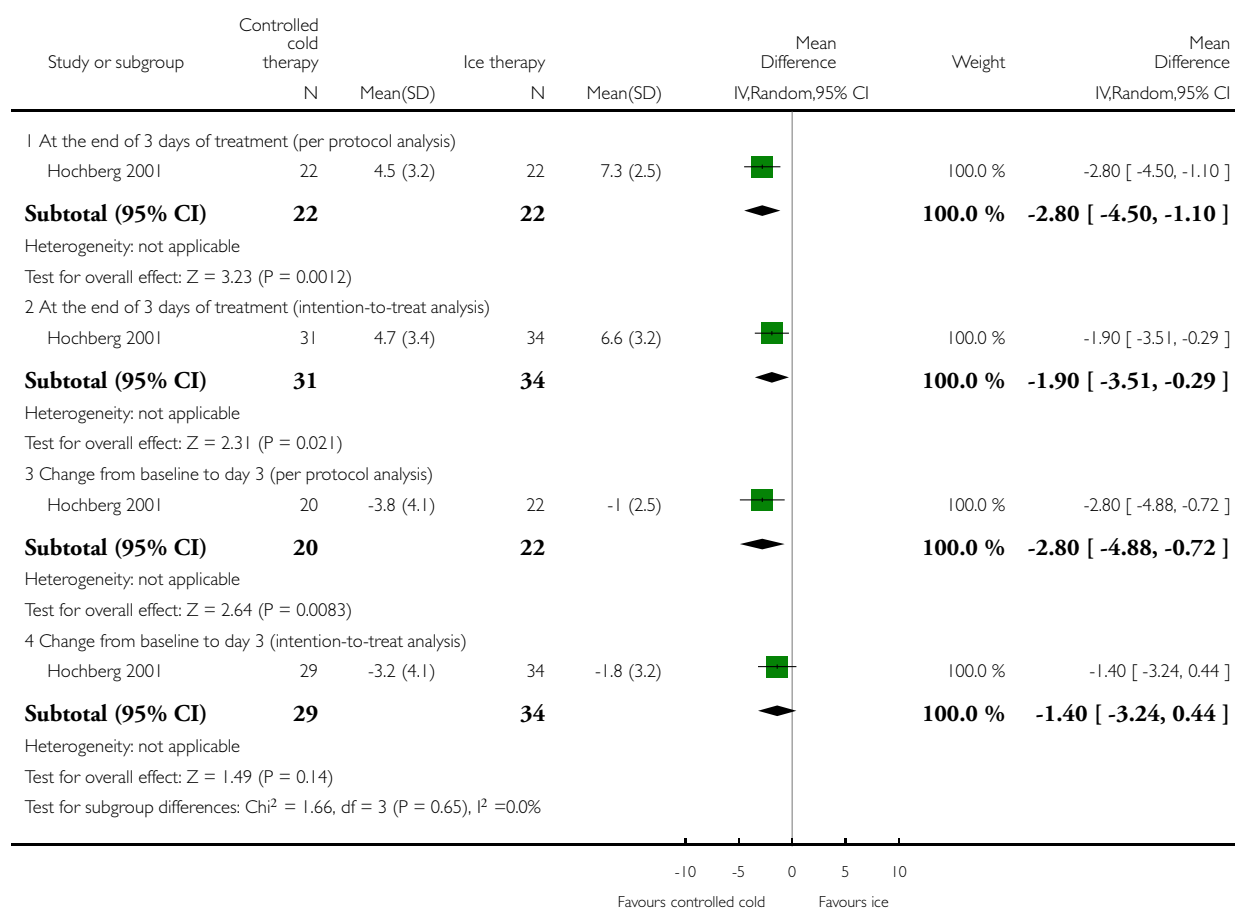 Controlled
cold
therapy
Study or subgroup
Ice therapy
Mean
Difference
Weight
Mean
Difference
N Mean(SD) N Mean(SD) IV,Random,95% CI IV,Random,95% CI
1 At the end of 3 days of treatment (per protocol analysis)
Hochberg 2001 22 4.5 (3.2) 22 7.3 (2.5) 100.0 % -2.80 [ -4.50, -1.10 ]
Subtotal (95% CI) 22 22 100.0 % -2.80 [ -4.50, -1.10 ]
Heterogeneity: not applicable
Test for overall effect: Z = 3.23 (P = 0.0012)
2 At the end of 3 days of treatment (intention-to-treat analysis)
Hochberg 2001 31 4.7 (3.4) 34 6.6 (3.2) 100.0 % -1.90 [ -3.51, -0.29 ]
Subtotal (95% CI) 31 34 100.0 % -1.90 [ -3.51, -0.29 ]
Heterogeneity: not applicable
Test for overall effect: Z = 2.31 (P = 0.021)
3 Change from baseline to day 3 (per protocol analysis)
Hochberg 2001 20 -3.8 (4.1) 22 -1 (2.5) 100.0 % -2.80 [ -4.88, -0.72 ]
Subtotal (95% CI) 20 22 100.0 % -2.80 [ -4.88, -0.72 ]
Heterogeneity: not applicable
Test for overall effect: Z = 2.64 (P = 0.0083)
4 Change from baseline to day 3 (intention-to-treat analysis)
Hochberg 2001 29 -3.2 (4.1) 34 -1.8 (3.2) 100.0 % -1.40 [ -3.24, 0.44 ]
Subtotal (95% CI) 29 34 100.0 % -1.40 [ -3.24, 0.44 ]
Heterogeneity: not applicable
Test for overall effect: Z = 1.49 (P = 0.14)
Test for subgroup differences: Chi² = 1.66, df = 3 (P = 0.65), I² =0.0%
-10 -5 0 5 10
Favours controlled cold Favours ice